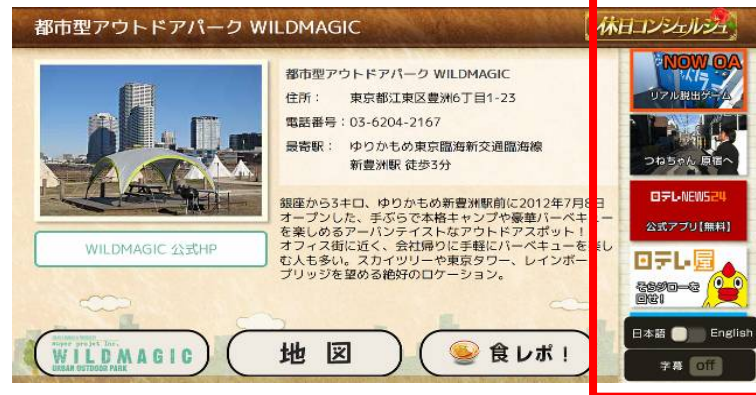 都市型アウトドアパーク WILDMAGIC
休日コンシェルジュ
都市型アウトドアパーク WILDMAGIC
住所： 東京都江東区豊洲6丁目1-23
電話番号：03-6204-2167
最寄駅： ゆりかもめ東京臨海新交通臨海線
新豊洲駅 徒歩3分
銀座から3キロ、ゆりかもめ新豊洲駅前に2012年7月8日
オープンした、手ぶらで本格キャンプや豪華バーベキュー
を楽しめるアーバンテイストなアウトドアスポット！
オフィス街に近く、会社帰りに手軽にバーベキューを楽し
む人も多い。スカイツリーや東京タワー、レインボー
ブリッジを望める絶好のロケーション。
WILDMAGIC 公式HP
super projet Inc.
WILDMAGIC
URBAN OUTDOOR PARK
地 図
食レポ！
NOW OA
リアル脱出ゲーム
つねちゃん 原宿へ
日テレNEWS24
公式アプリ【無料】
日テレ屋
そらジローを
回せ！
日本語 English
字幕 off